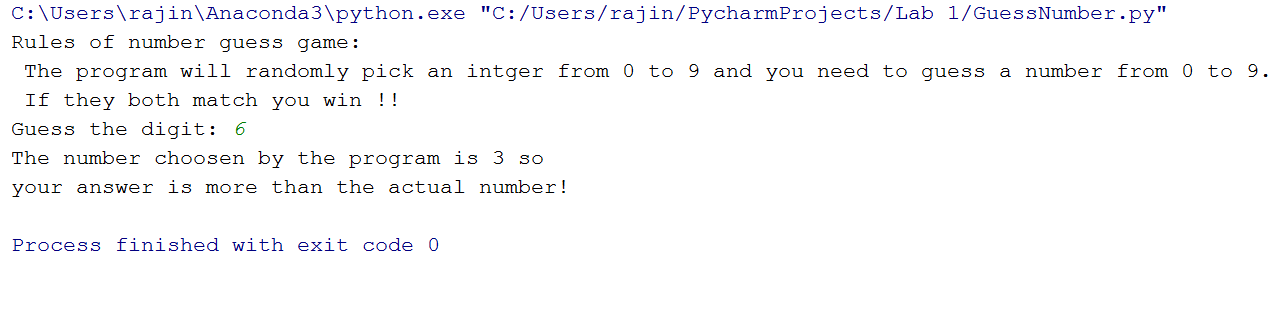 C:\Users\rajin\Anaconda3\python.exe "C:/Users/rajin/PycharmProjects/Lab 1/GuessNumber.py"
Rules of number guess game:
 The program will randomly pick an intger from 0 to 9 and you need to guess a number from 0 to 9.
 If they both match you win !!
Guess the digit: 6
The number choosen by the program is 3 so
your answer is more than the actual number!

Process finished with exit code 0